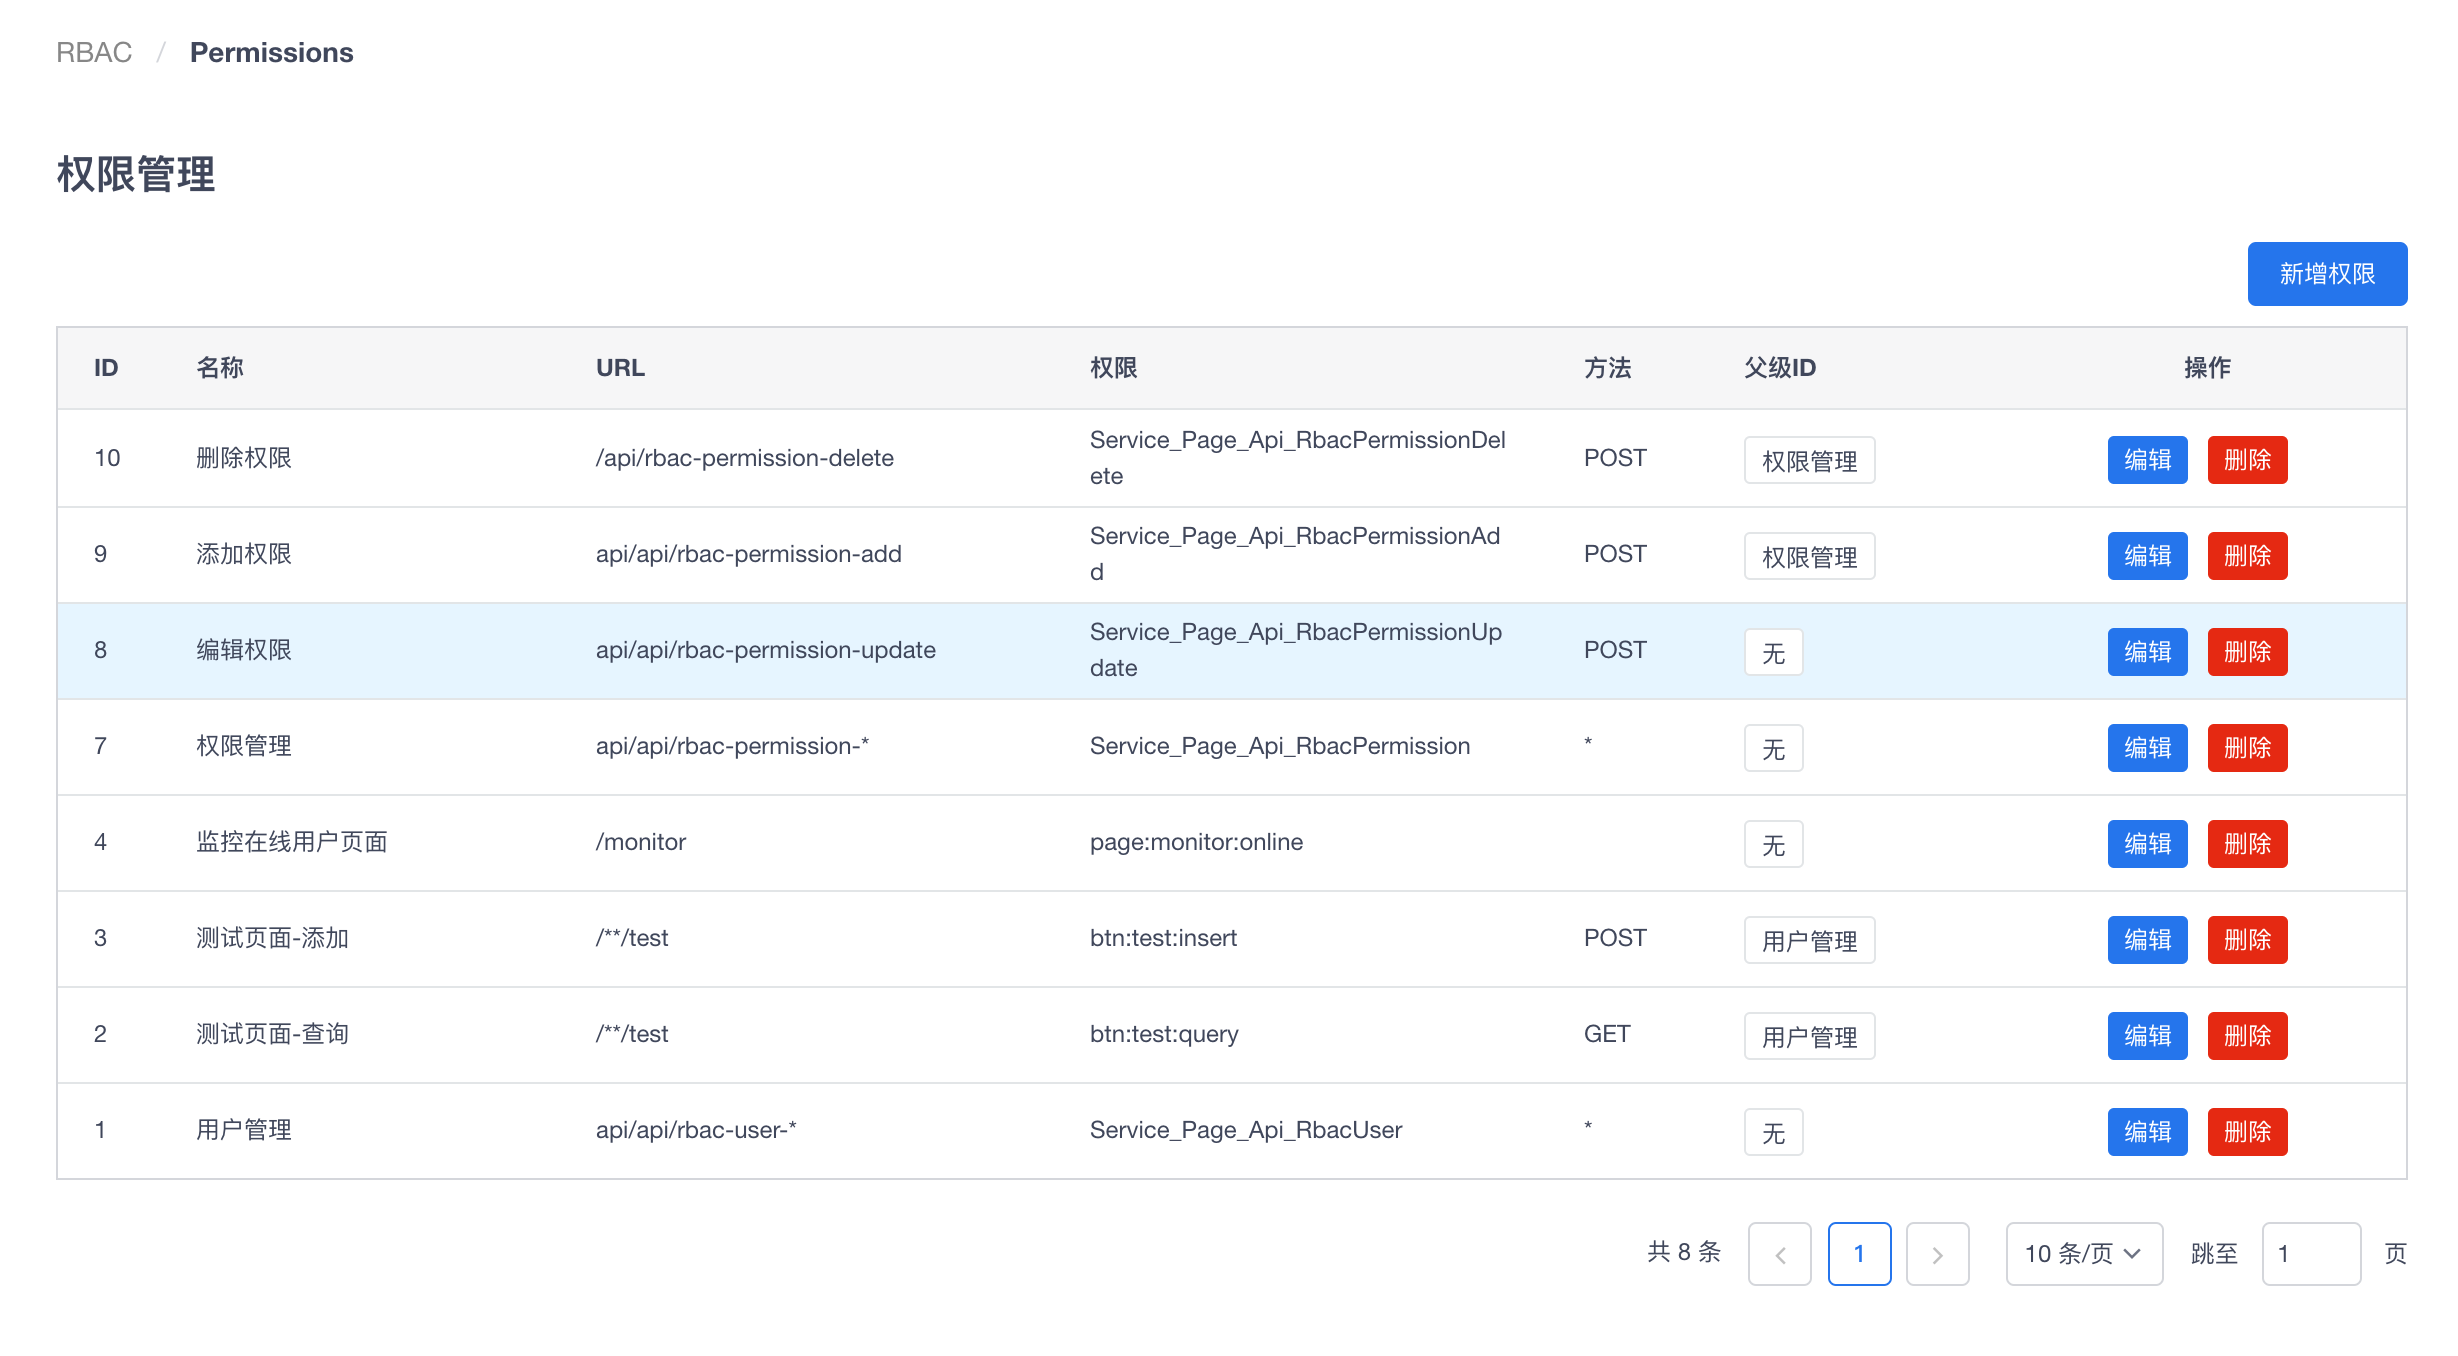 RBAC / Permissions
权限管理
新增权限
ID 名称 URL 权限 方法 父级ID 操作
10 删除权限 /api/rbac-permission-delete Service_Page_Api_RbacPermissionDel
ete POST 权限管理 编辑 删除
9 添加权限 api/api/rbac-permission-add Service_Page_Api_RbacPermissionAd
d POST 权限管理 编辑 删除
8 编辑权限 api/api/rbac-permission-update Service_Page_Api_RbacPermissionUp
date POST 无 编辑 删除
7 权限管理 api/api/rbac-permission-* Service_Page_Api_RbacPermission * 无 编辑 删除
4 监控在线用户页面 /monitor page:monitor:online 无 编辑 删除
3 测试页面-添加 /**/test btn:test:insert POST 用户管理 编辑 删除
2 测试页面-查询 /**/test btn:test:query GET 用户管理 编辑 删除
1 用户管理 api/api/rbac-user-* Service_Page_Api_RbacUser * 无 编辑 删除
共 8 条 1 10 条/页 跳至 1 页